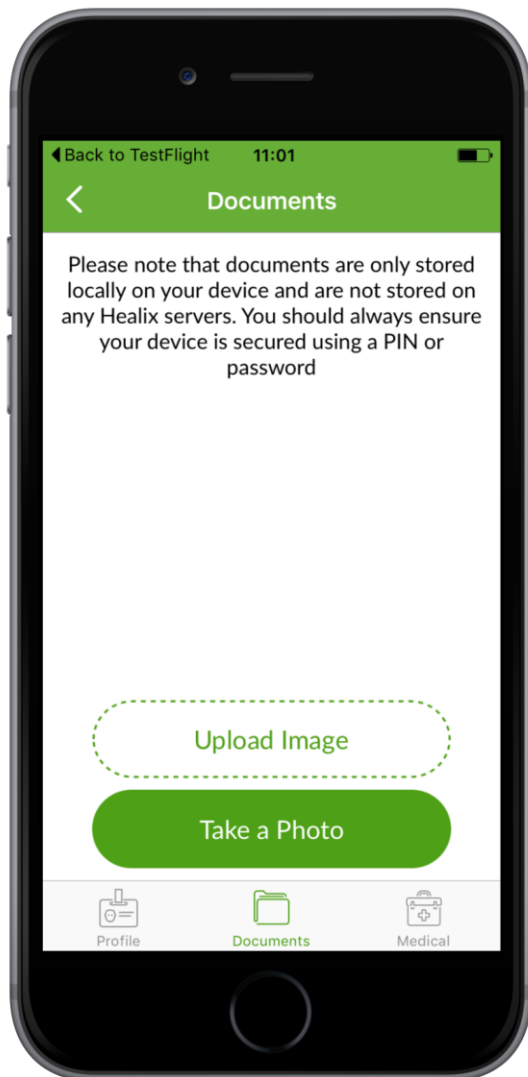 Back to TestFlight 11:01
Documents
Please note that documents are only stored
locally on your device and are not stored on
any Healix servers. You should always ensure
your device is secured using a PIN or
password
Upload Image
Take a Photo
Profile Documents Medical